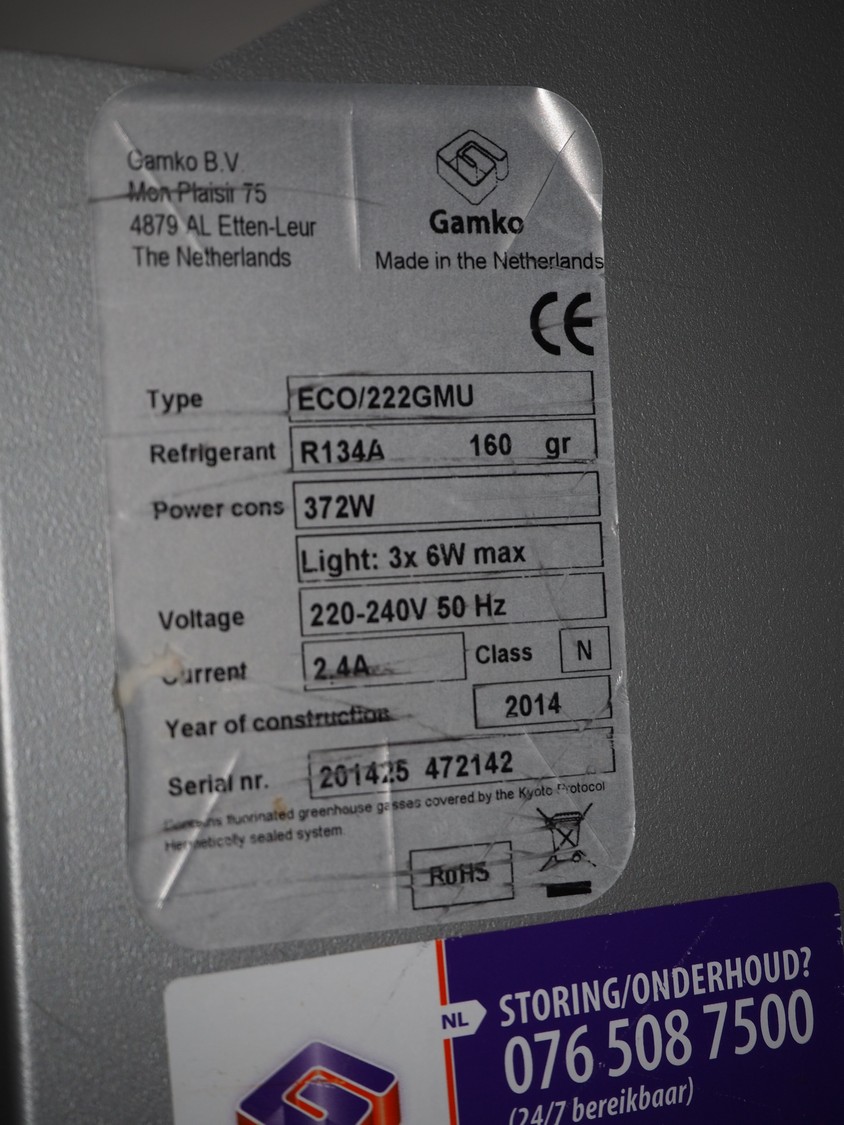 Gamko B.V.
Mon Plaisir 75
4879 AL Etten-Leur
The Netherlands
Gamko
Made in the Netherlands
CE
Type ECO/222GMU
Refrigerant R134A 160 gr
Power cons 372W
Light: 3x 6W max
Voltage 220-240V 50 Hz
Current 2.4A Class N
Year of construction 2014
Serial nr. 201425 472142
Contains fluorinated greenhouse gasses covered by the Kyoto Protocol
Hermetically sealed system
RoHS
NL STORING/ONDERHOUD?
076 508 7500
(24/7 bereikbaar)